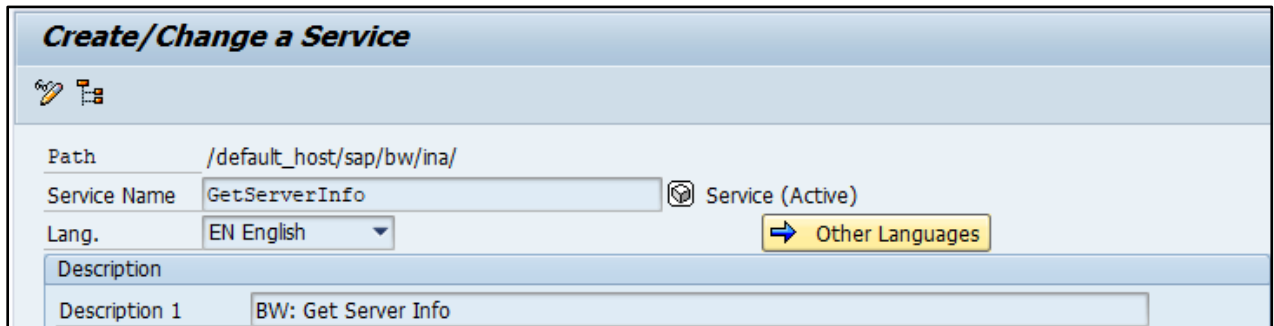 Create/Change a Service
Path /default_host/sap/bw/ina/
Service Name GetServerInfo Service (Active)
Lang. EN English Other Languages
Description
Description 1 BW: Get Server Info